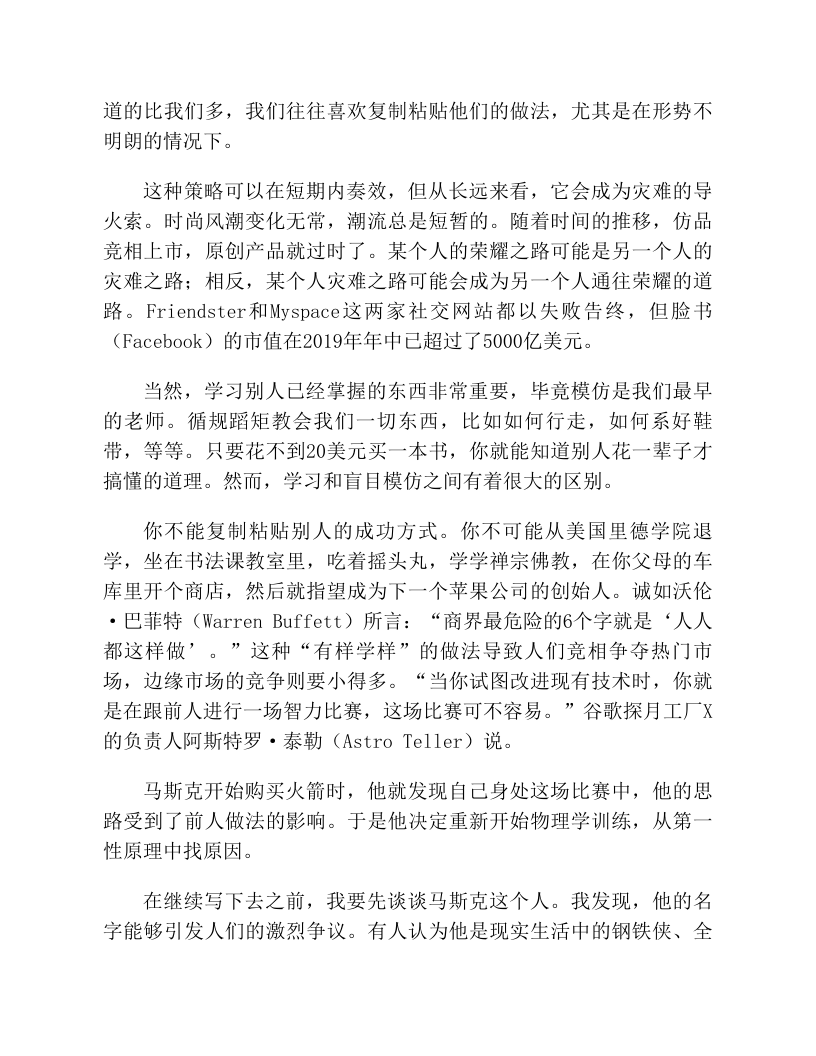 道的比我们多，我们往往喜欢复制粘贴他们的做法，尤其是在形势不
明朗的情况下。
这种策略可以在短期内奏效，但从长远来看，它会成为灾难的导
火索。时尚风潮变化无常，潮流总是短暂的。随着时间的推移，仿品
竞相上市，原创产品就过时了。某个人的荣耀之路可能是另一个人的
灾难之路；相反，某个人灾难之路可能会成为另一个人通往荣耀的道
路。Friendster和Myspace这两家社交网站都以失败告终，但脸书
（Facebook）的市值在2019年年中已超过了5000亿美元。
当然，学习别人已经掌握的东西非常重要，毕竟模仿是我们最早
的老师。循规蹈矩教会我们一切东西，比如如何行走，如何系好鞋
带，等等。只要花不到20美元买一本书，你就能知道别人花一辈子才
搞懂的道理。然而，学习和盲目模仿之间有着很大的区别。
你不能复制粘贴别人的成功方式。你不可能从美国里德学院退
学，坐在书法课教室里，吃着摇头丸，学学禅宗佛教，在你父母的车
库里开个商店，然后就指望成为下一个苹果公司的创始人。诚如沃伦
·巴菲特（Warren Buffett）所言：“商界最危险的6个字就是‘人人
都这样做’。”这种“有样学样”的做法导致人们竞相争夺热门市
场，边缘市场的竞争则要小得多。“当你试图改进现有技术时，你就
是在跟前人进行一场智力比赛，这场比赛可不容易。”谷歌探月工厂X
的负责人阿斯特罗·泰勒（Astro Teller）说。
马斯克开始购买火箭时，他就发现自己身处这场比赛中，他的思
路受到了前人做法的影响。于是他决定重新开始物理学训练，从第一
性原理中找原因。
在继续写下去之前，我要先谈谈马斯克这个人。我发现，他的名
字能够引发人们的激烈争议。有人认为他是现实生活中的钢铁侠、全